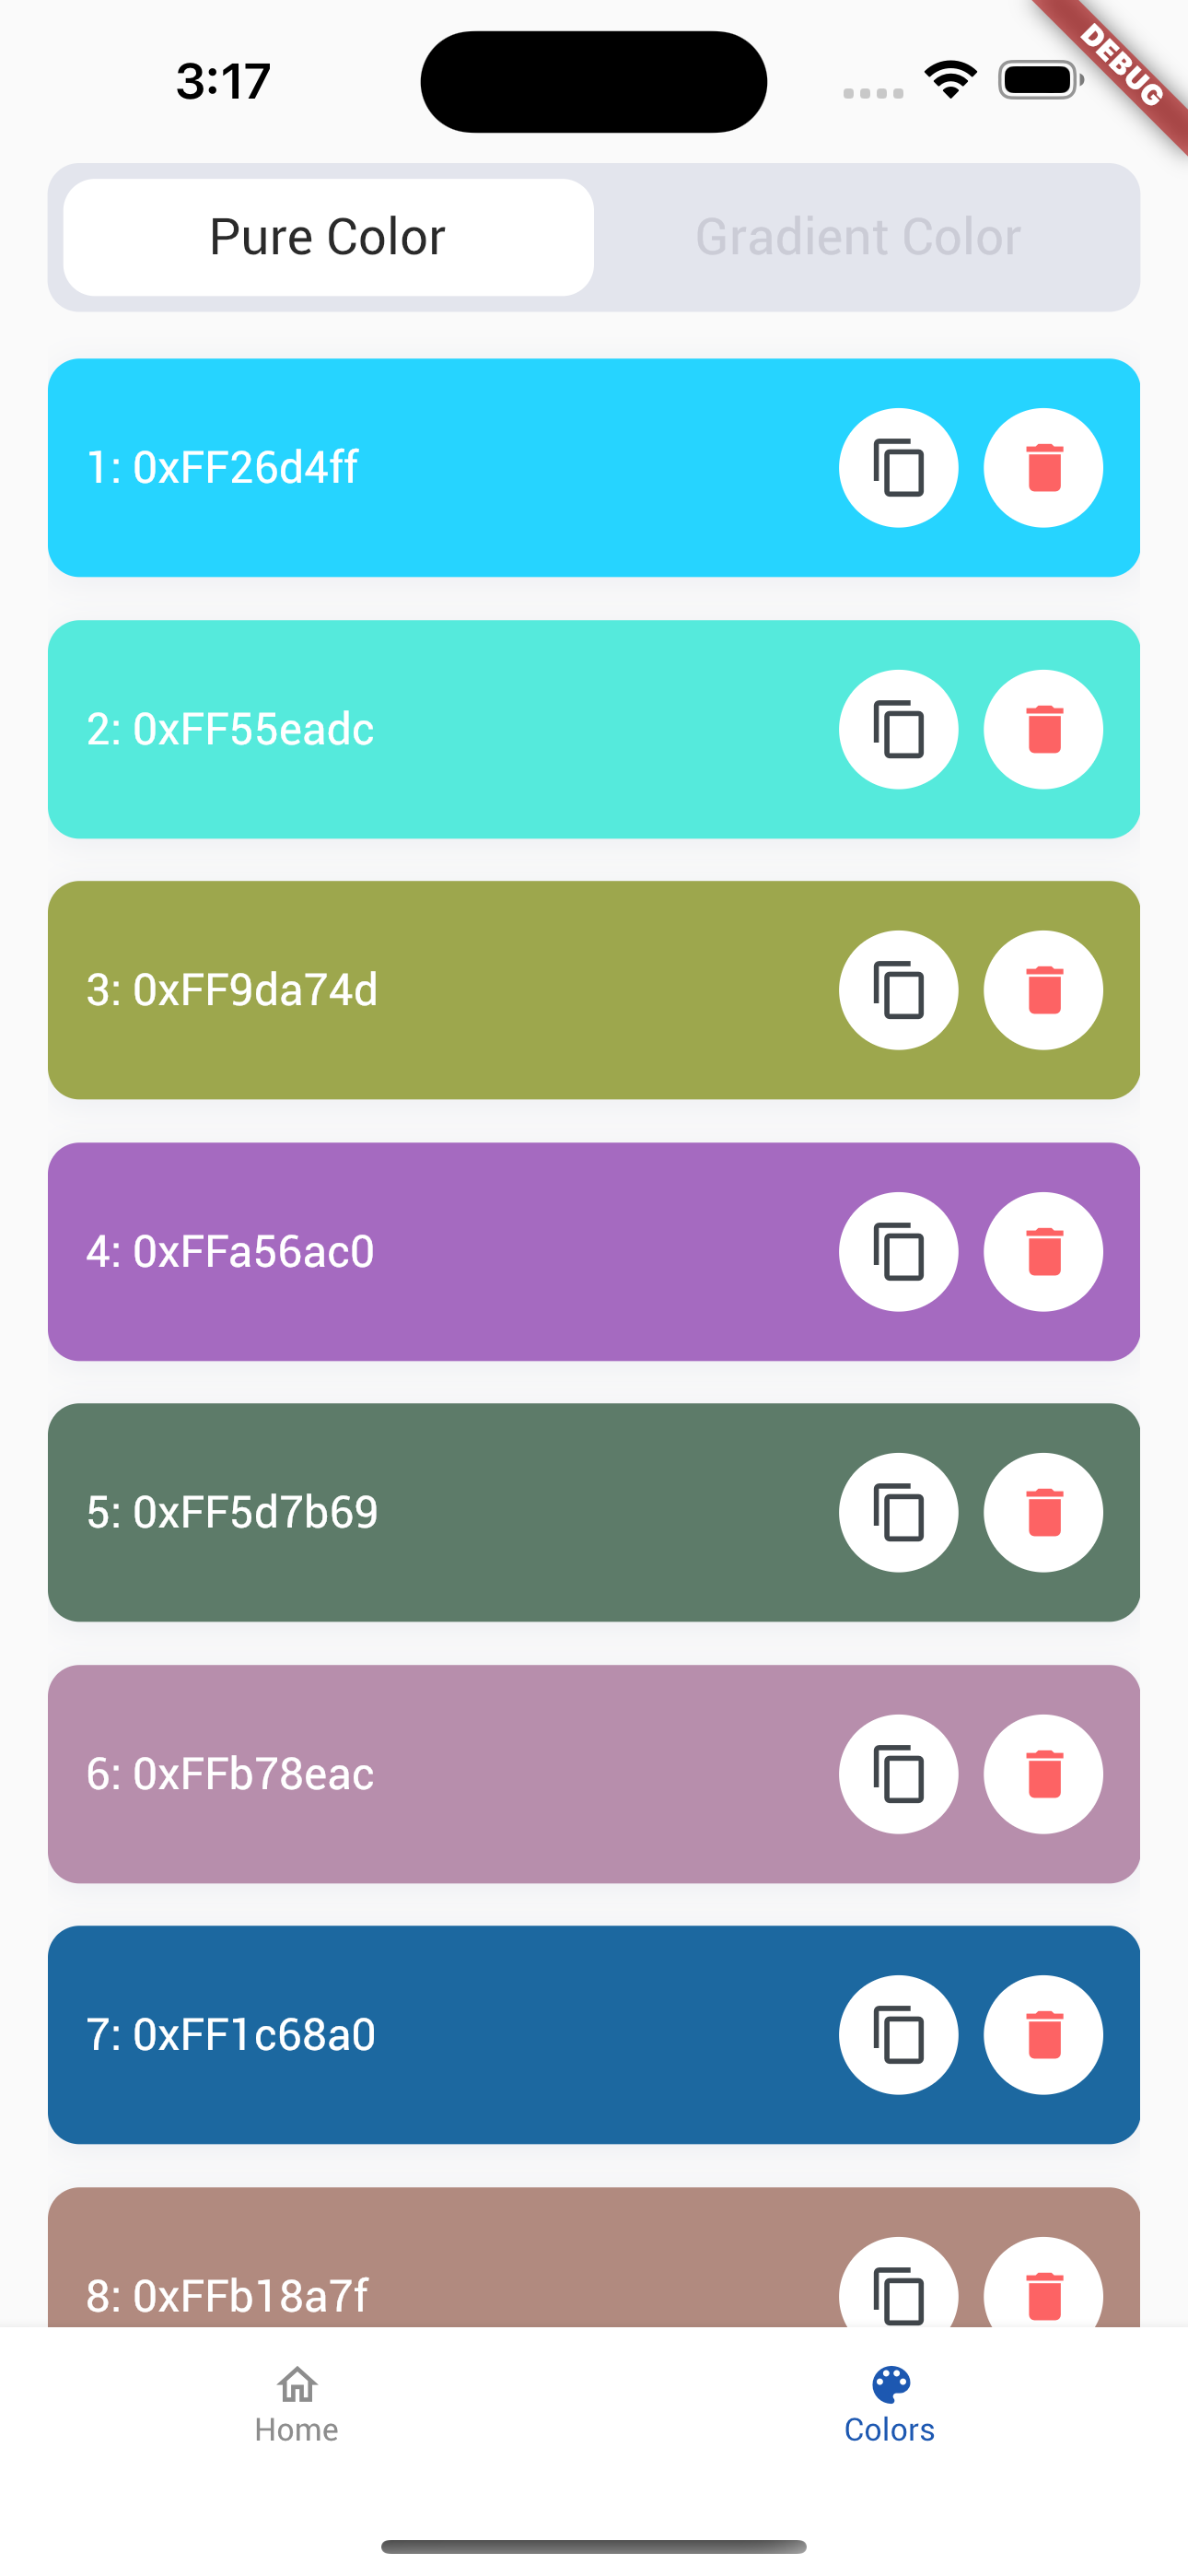 3:17
DEBUG
Pure Color
Gradient Color
1: 0xFF26d4ff
2: 0xFF55eadc
3: 0xFF9da74d
4: 0xFFa56ac0
5: 0xFF5d7b69
6: 0xFFb78eac
7: 0xFF1c68a0
8: 0xFFb18a7f
Home
Colors